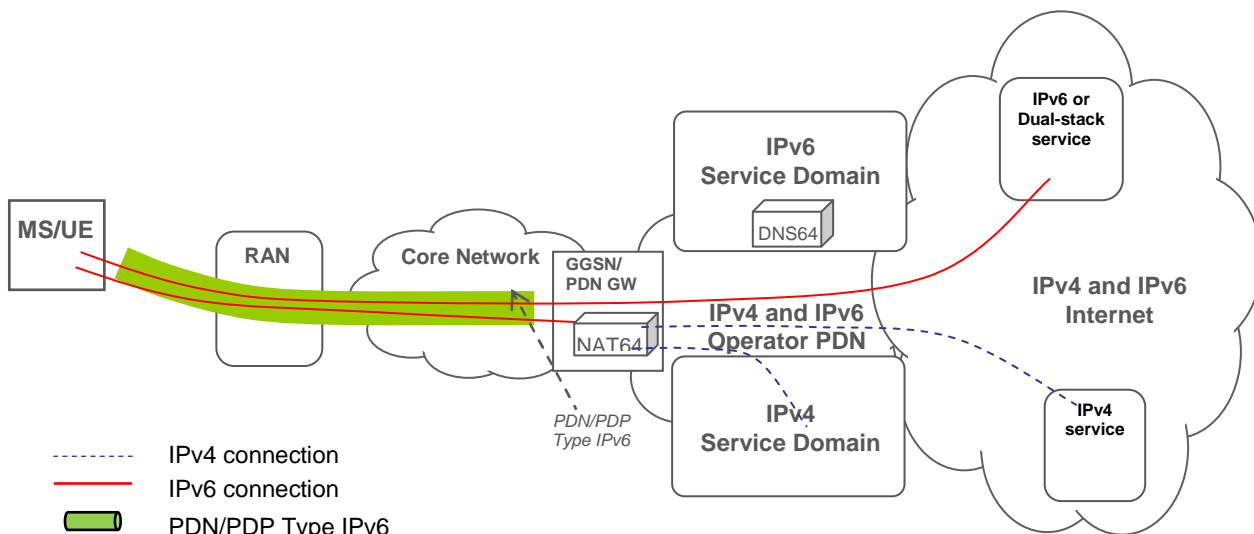 IPv6 or
Dual-stack
service
IPv6
Service Domain
DNS64
MS/UE
RAN
Core Network
GGSN/
PDN GW
NAT64
IPv4 and IPv6
Operator PDN
IPv4 and IPv6
Internet
PDN/PDP
Type IPv6
IPv4
Service Domain
IPv4
service
IPv4 connection
IPv6 connection
PDN/PDP Type IPv6